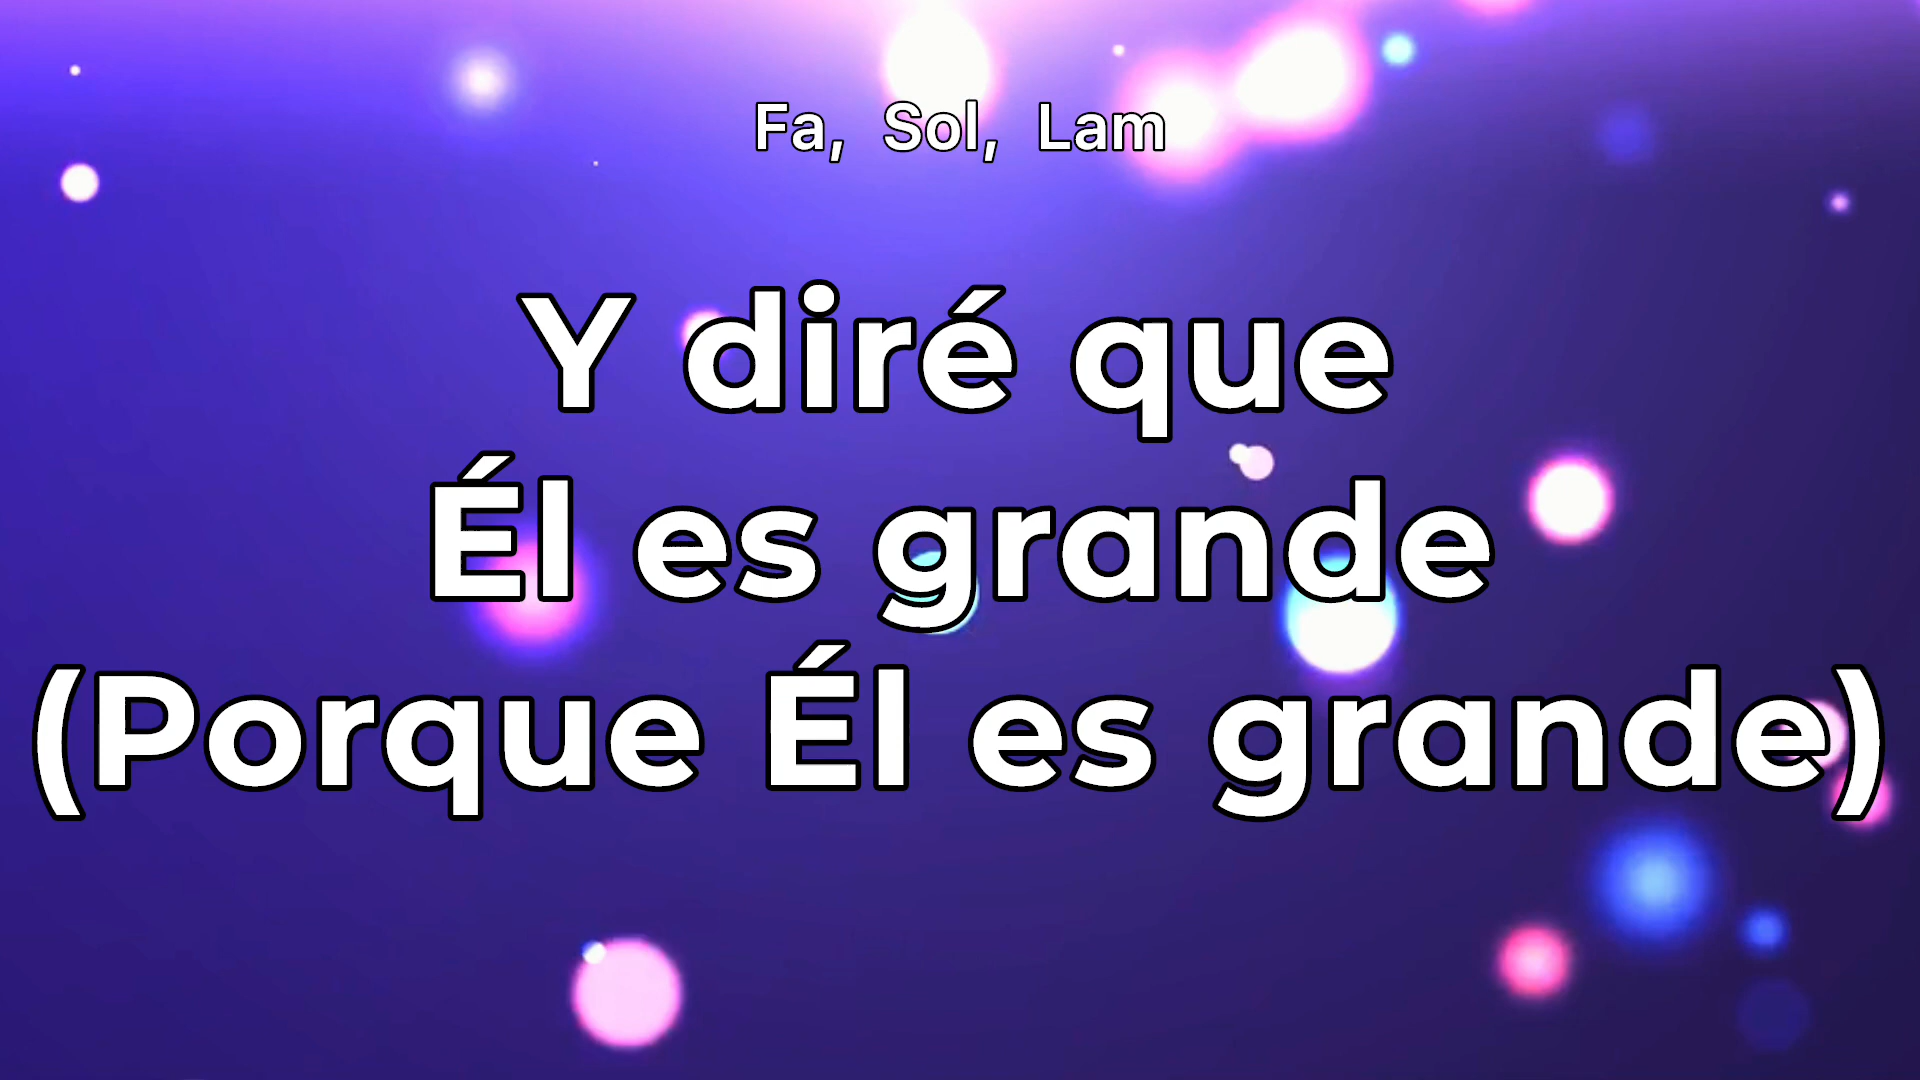 Fa, Sol, Lam
Y diré que
Él es grande
(Porque Él es grande)